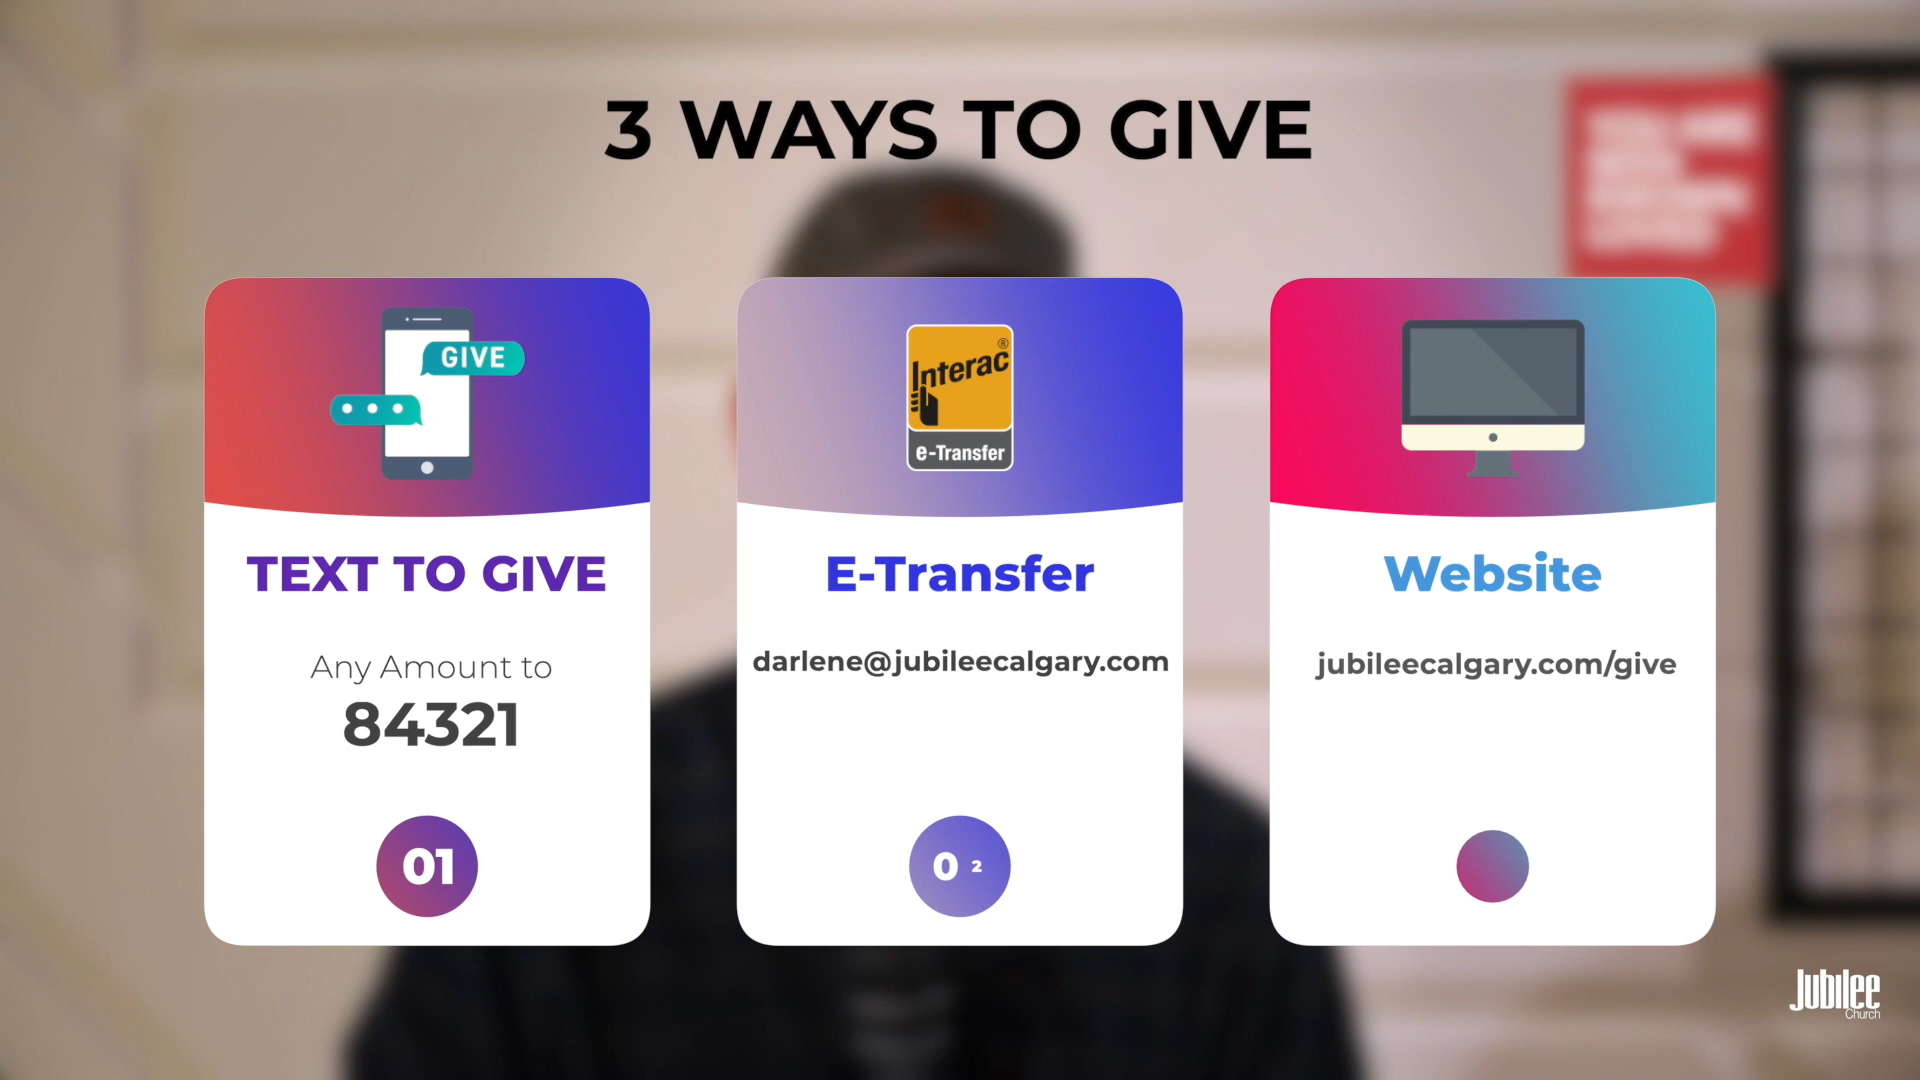 3 WAYS TO GIVE
GIVE
Interac®
e-Transfer
TEXT TO GIVE
Any Amount to
84321
01
E-Transfer
darlene@jubileecalgary.com
0 2
Website
jubileecalgary.com/give
Jubilee
Church